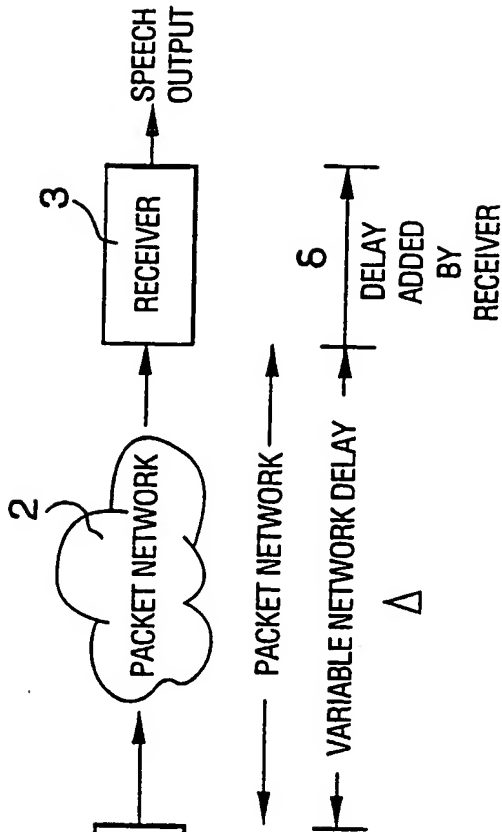 2
PACKET NETWORK
3
RECEIVER
SPEECH
OUTPUT
PACKET NETWORK
VARIABLE NETWORK DELAY
Δ
δ
DELAY
ADDED
BY
RECEIVER